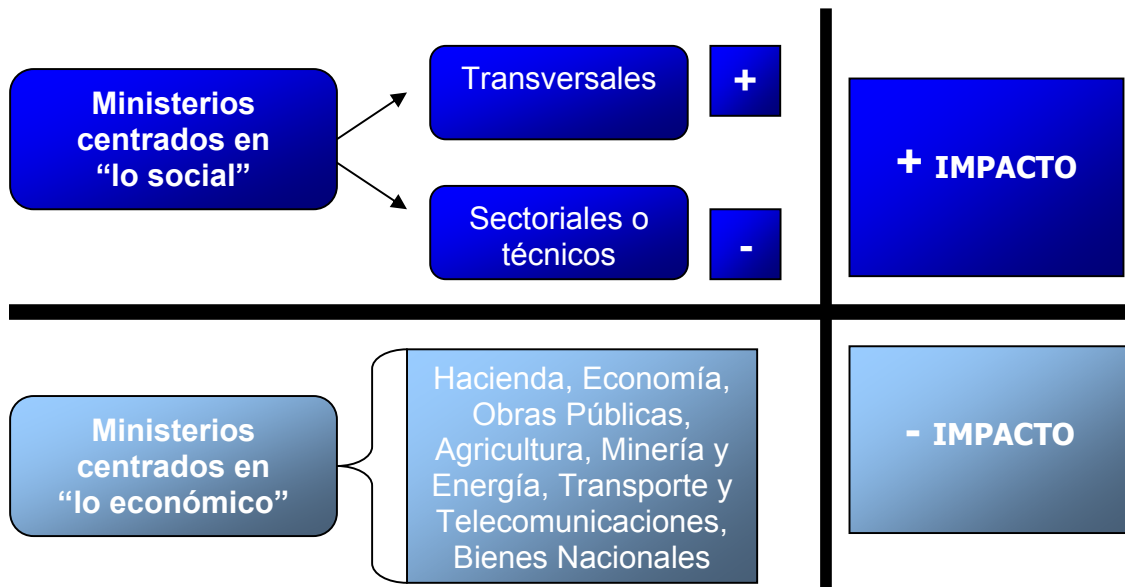 Ministerios
centrados en
“lo social”
Transversales
+
Sectoriales o
técnicos
-
+ IMPACTO
Ministerios
centrados en
“lo económico”
Hacienda, Economía,
Obras Públicas,
Agricultura, Minería y
Energía, Transporte y
Telecomunicaciones,
Bienes Nacionales
- IMPACTO